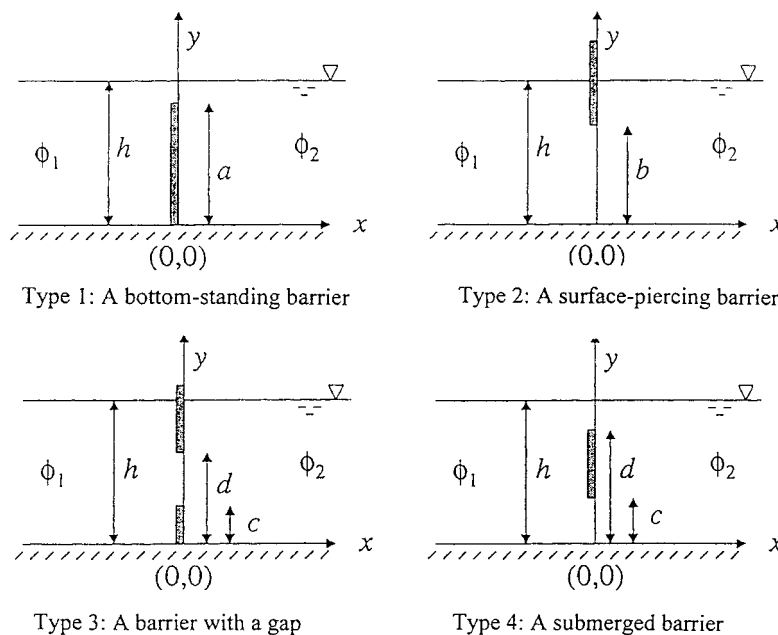 y y
ϕ₁ h a ϕ₂ ϕ₁ h b ϕ₂
x x
(0,0) (0,0)
Type 1: A bottom-standing barrier Type 2: A surface-piercing barrier
y y
ϕ₁ h d c ϕ₂ ϕ₁ h d c ϕ₂
x x
(0,0) (0,0)
Type 3: A barrier with a gap Type 4: A submerged barrier